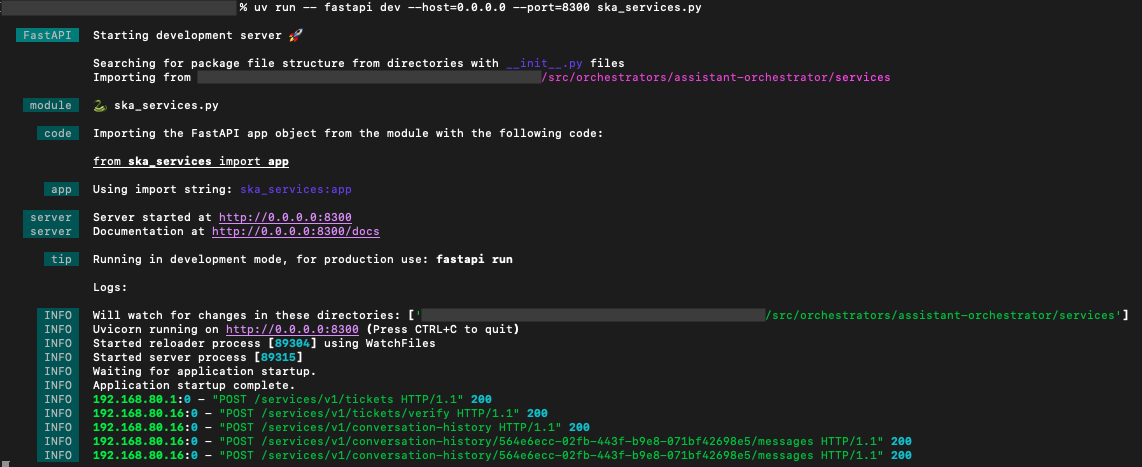 % uv run -- fastapi dev --host=0.0.0.0 --port=8300 ska_services.py
FastAPI Starting development server 🚀
Searching for package file structure from directories with __init__.py files
Importing from /src/orchestrators/assistant-orchestrator/services
module 🐍 ska_services.py
code Importing the FastAPI app object from the module with the following code:
from ska_services import app
app Using import string: ska_services:app
server Server started at http://0.0.0.0:8300
server Documentation at http://0.0.0.0:8300/docs
tip Running in development mode, for production use: fastapi run
Logs:
INFO Will watch for changes in these directories: ['/src/orchestrators/assistant-orchestrator/services']
INFO Uvicorn running on http://0.0.0.0:8300 (Press CTRL+C to quit)
INFO Started reloader process [89304] using WatchFiles
INFO Started server process [89315]
INFO Waiting for application startup.
INFO Application startup complete.
INFO 192.168.80.1:0 - "POST /services/v1/tickets HTTP/1.1" 200
INFO 192.168.80.16:0 - "POST /services/v1/tickets/verify HTTP/1.1" 200
INFO 192.168.80.16:0 - "POST /services/v1/conversation-history HTTP/1.1" 200
INFO 192.168.80.16:0 - "POST /services/v1/conversation-history/564e6ecc-02fb-443f-b9e8-071bf42698e5/messages HTTP/1.1" 200
INFO 192.168.80.16:0 - "POST /services/v1/conversation-history/564e6ecc-02fb-443f-b9e8-071bf42698e5/messages HTTP/1.1" 200